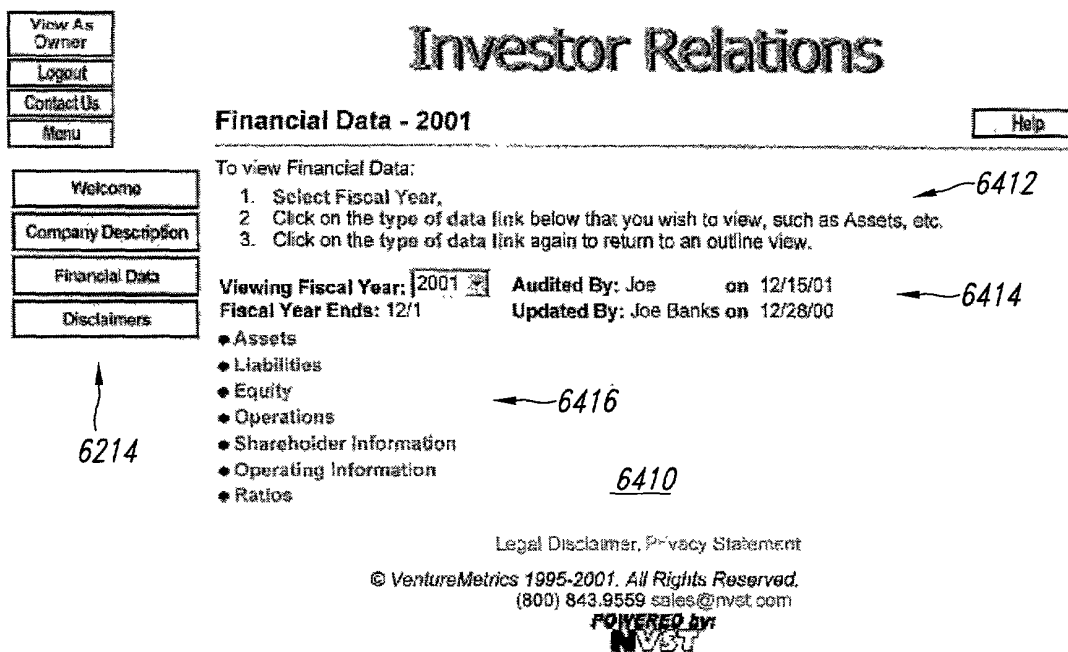 View As
Owner
Logout
Contact Us
Menu
Investor Relations
Financial Data - 2001
Help
To view Financial Data:
1. Select Fiscal Year,
2 Click on the type of data link below that you wish to view, such as Assets, etc.
3. Click on the type of data link again to return to an outline view.
6412
Welcome
Company Description
Financial Data
Disclaimers
6214
Viewing Fiscal Year: 2001 Audited By: Joe on 12/15/01
Fiscal Year Ends: 12/1 Updated By: Joe Banks on 12/28/00
6414
Assets
Liabilities
Equity
Operations
Shareholder Information
Operating Information
Ratios
6416
6410
Legal Disclaimer, Privacy Statement
© VentureMetrics 1995-2001. All Rights Reserved.
(800) 843.9559 sales@nvst.com
POWERED by:
NVST